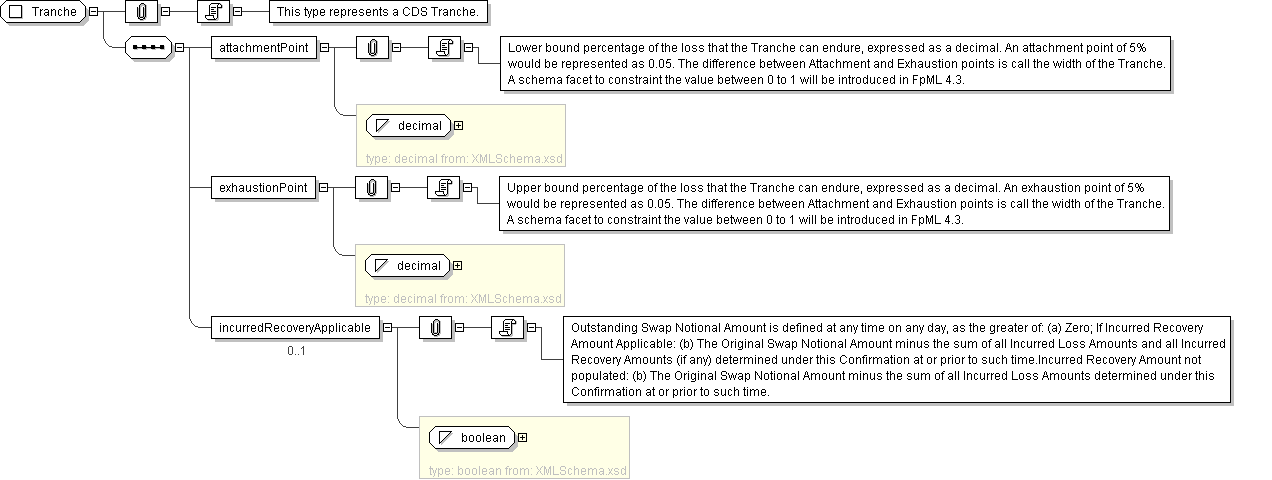 Tranche
This type represents a CDS Tranche.
attachmentPoint
Lower bound percentage of the loss that the Tranche can endure, expressed as a decimal. An attachment point of 5%
would be represented as 0.05. The difference between Attachment and Exhaustion points is call the width of the Tranche.
A schema facet to constraint the value between 0 to 1 will be introduced in FpML 4.3.
decimal
type: decimal from: XMLSchema.xsd
exhaustionPoint
Upper bound percentage of the loss that the Tranche can endure, expressed as a decimal. An exhaustion point of 5%
would be represented as 0.05. The difference between Attachment and Exhaustion points is call the width of the Tranche.
A schema facet to constraint the value between 0 to 1 will be introduced in FpML 4.3.
decimal
type: decimal from: XMLSchema.xsd
incurredRecoveryApplicable
0..1
Outstanding Swap Notional Amount is defined at any time on any day, as the greater of: (a) Zero; If Incurred Recovery
Amount Applicable: (b) The Original Swap Notional Amount minus the sum of all Incurred Loss Amounts and all Incurred
Recovery Amounts (if any) determined under this Confirmation at or prior to such time.Incurred Recovery Amount not
populated: (b) The Original Swap Notional Amount minus the sum of all Incurred Loss Amounts determined under this
Confirmation at or prior to such time.
boolean
type: boolean from: XMLSchema.xsd